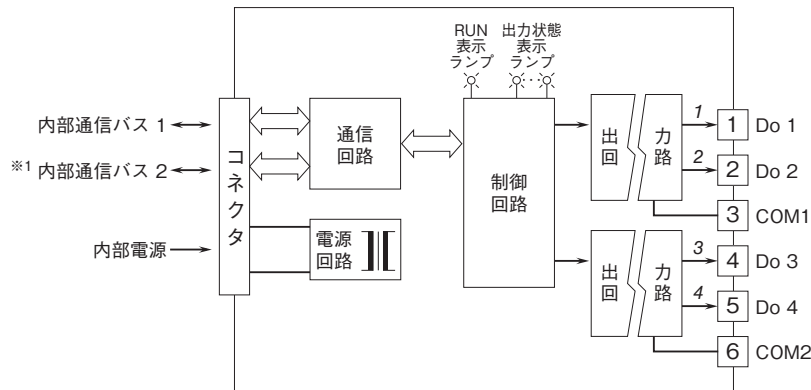 RUN
表示
ランプ
出力状態
表示
ランプ
内部通信バス 1
※1 内部通信バス 2
内部電源
コネクタ
通信
回路
電源
回路
制御
回路
出力
回路
1
2
1 Do 1
2 Do 2
3 COM1
出力
回路
3
4
4 Do 3
5 Do 4
6 COM2